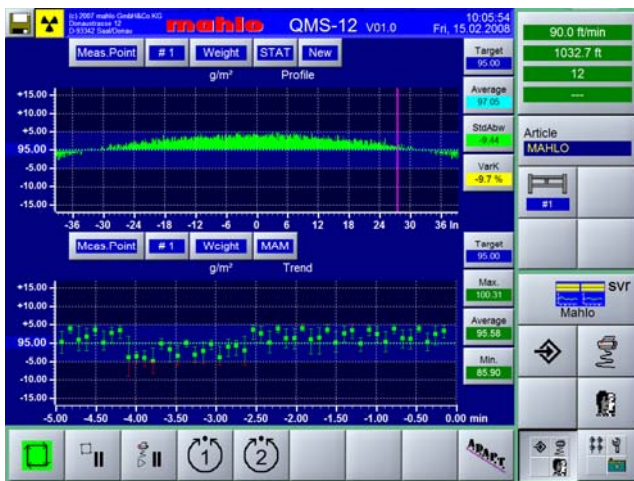 (c) 2007 mahlo GmbH&Co KG
Donaustrasse 12
D-93342 Saal/Donau
mahlo
QMS-12 V01.0
10:05:54
Fri, 15.02 2008
90.0 ft/min
1032.7 ft
12
---
Meas.Point # 1 Weight STAT New
g/m² Profile
Target
95.00
Average
97.05
StdAbw
-9.44
VarK
-9.7 %
+15.00
+10.00
+5.00
95.00
-5.00
-10.00
-15.00
-36 -30 -24 -18 -12 -6 0 6 12 18 24 30 36 In
Article
MAHLO
#1
Meas.Point # 1 Weight MAM
g/m² Trend
Target
95.00
Max.
100.31
Average
95.58
Min.
85.90
+15.00
+10.00
+5.00
95.00
-5.00
-10.00
-15.00
-5.00 -4.50 -4.00 -3.50 -3.00 -2.50 -2.00 -1.50 -1.00 -0.50 0.00 min
svr
Mahlo
1
2
ADAPT